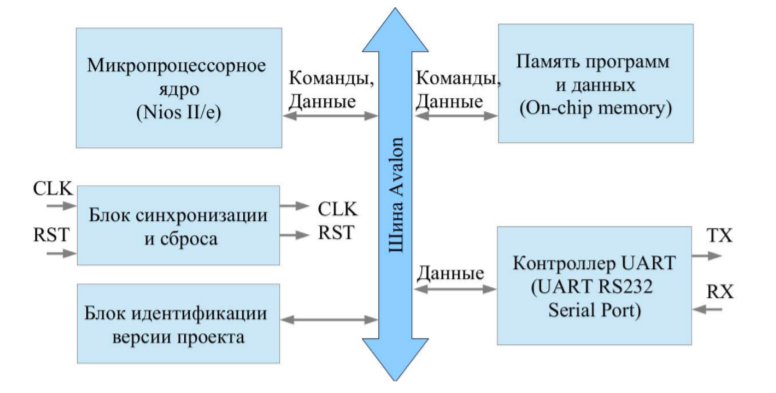 Микропроцессорное
ядро
(Nios II/e)
Команды,
Данные
Команды,
Данные
Память программ
и данных
(On-chip memory)
Шина Avalon
CLK
RST
Блок синхронизации
и сброса
CLK
RST
Данные
Контроллер UART
(UART RS232
Serial Port)
TX
RX
Блок идентификации
версии проекта